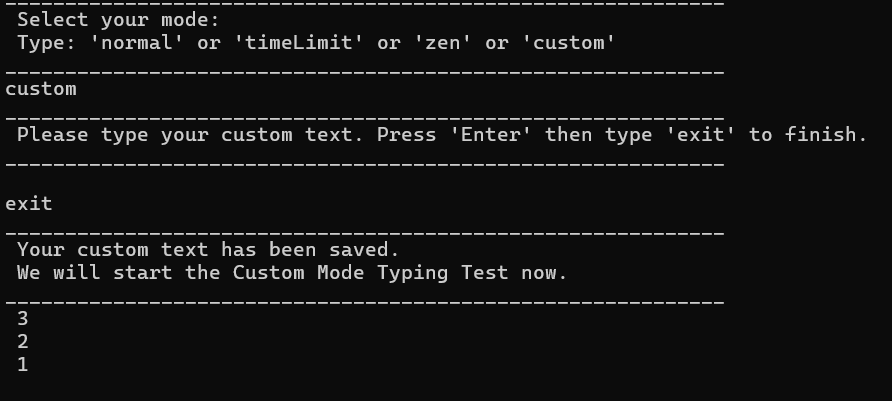 ____________________________________________________________
Select your mode:
Type: 'normal' or 'timeLimit' or 'zen' or 'custom'
____________________________________________________________
custom
____________________________________________________________
Please type your custom text. Press 'Enter' then type 'exit' to finish.
____________________________________________________________
exit
____________________________________________________________
Your custom text has been saved.
We will start the Custom Mode Typing Test now.
____________________________________________________________
3
2
1